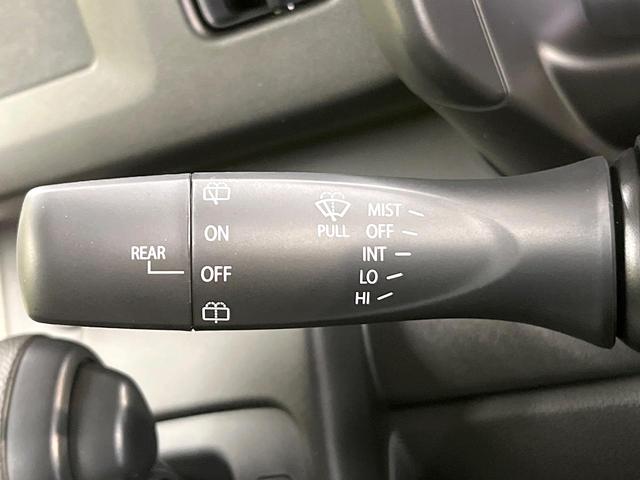 REAR
ON
OFF
PULL
MIST
OFF
INT
LO
HI